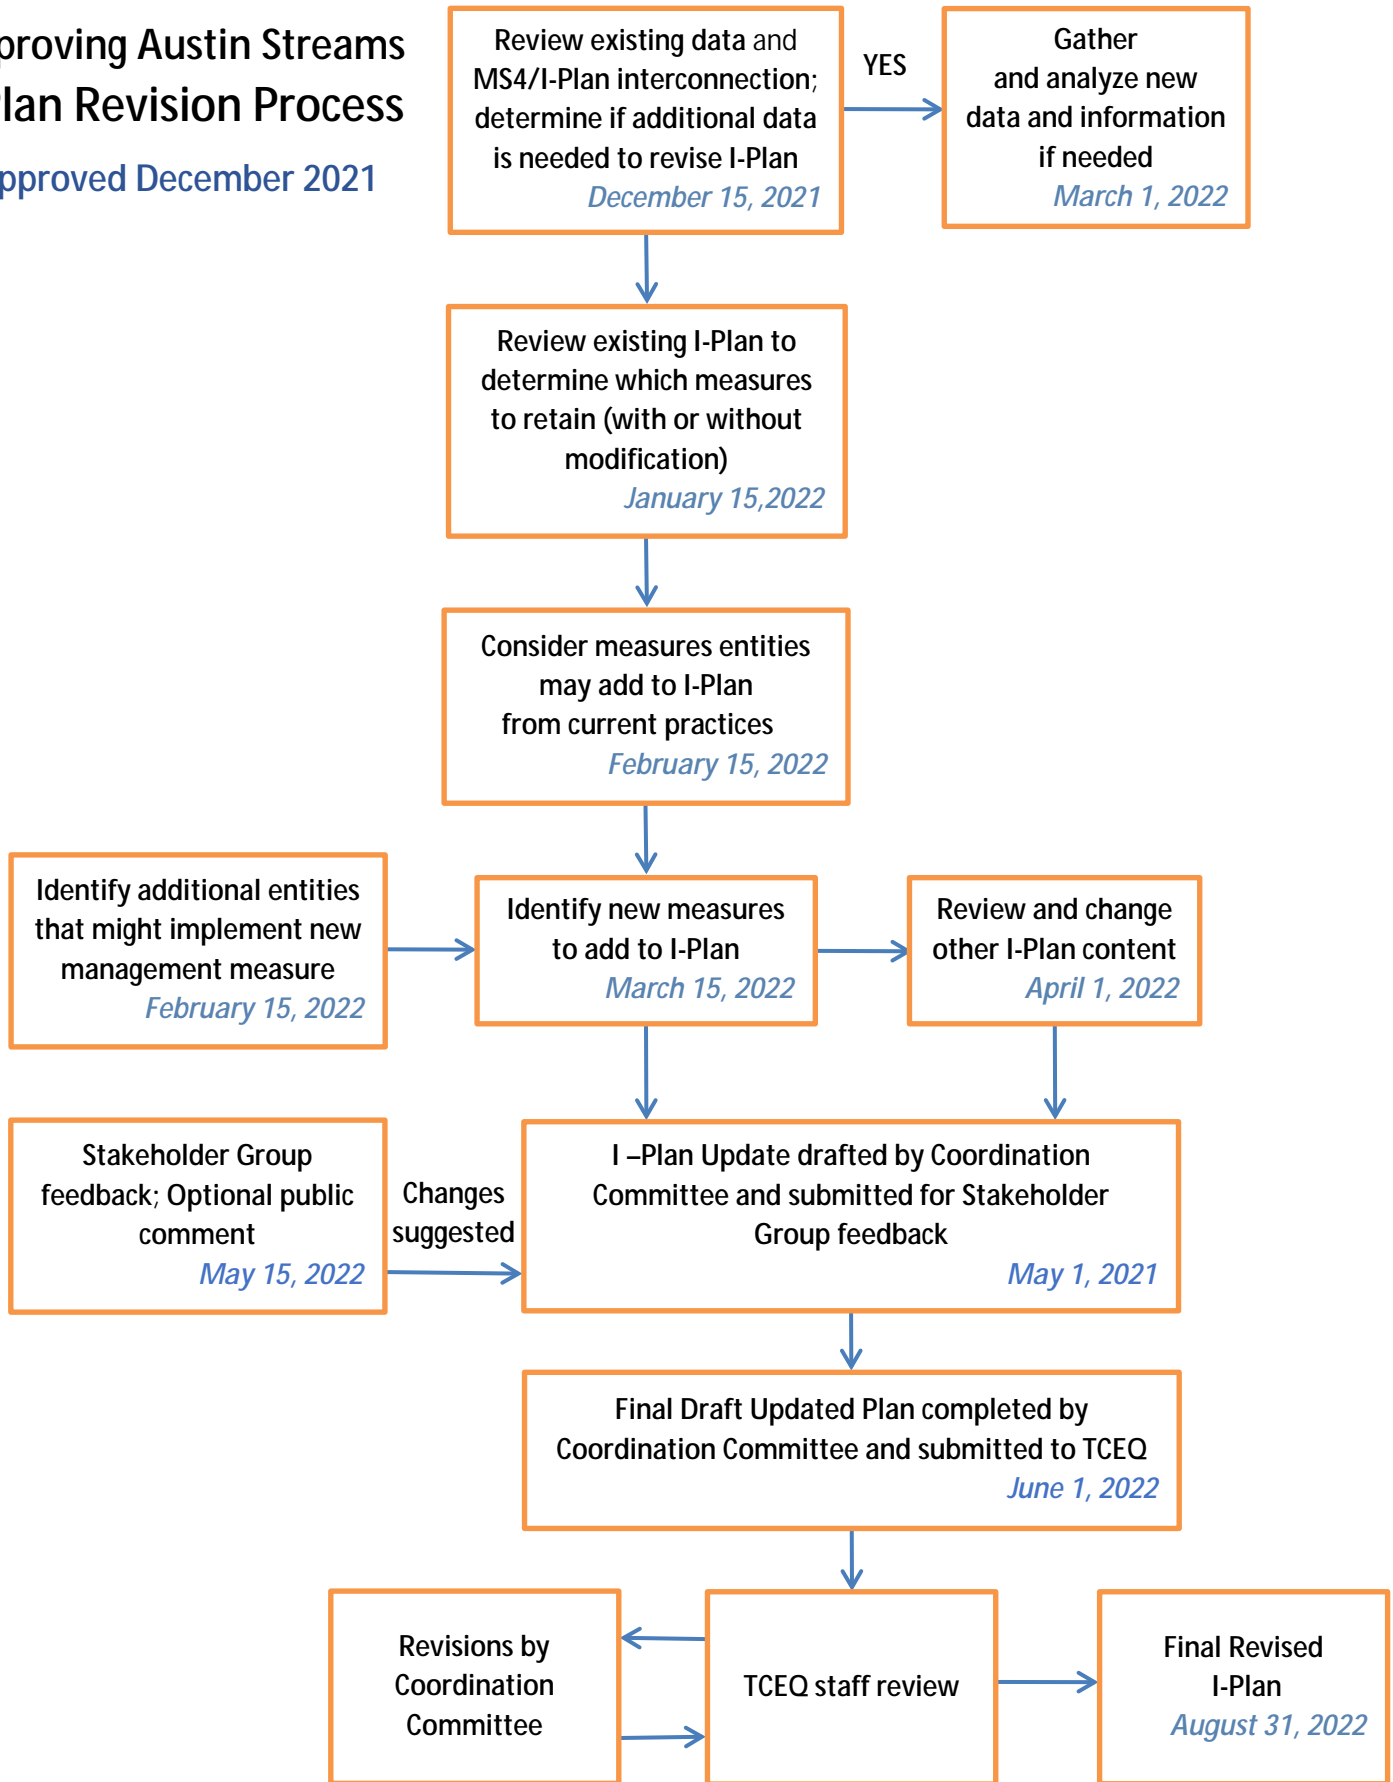 proving Austin Streams
lan Revision Process
pproved December 2021
Review existing data and
MS4/I-Plan interconnection;
determine if additional data
is needed to revise I-Plan
December 15, 2021
YES
Gather
and analyze new
data and information
if needed
March 1, 2022
Review existing I-Plan to
determine which measures
to retain (with or without
modification)
January 15,2022
Consider measures entities
may add to I-Plan
from current practices
February 15, 2022
Identify additional entities
that might implement new
management measure
February 15, 2022
Identify new measures
to add to I-Plan
March 15, 2022
Review and change
other I-Plan content
April 1, 2022
Stakeholder Group
feedback; Optional public
comment
May 15, 2022
Changes
suggested
I –Plan Update drafted by Coordination
Committee and submitted for Stakeholder
Group feedback
May 1, 2021
Final Draft Updated Plan completed by
Coordination Committee and submitted to TCEQ
June 1, 2022
Revisions by
Coordination
Committee
TCEQ staff review
Final Revised
I-Plan
August 31, 2022